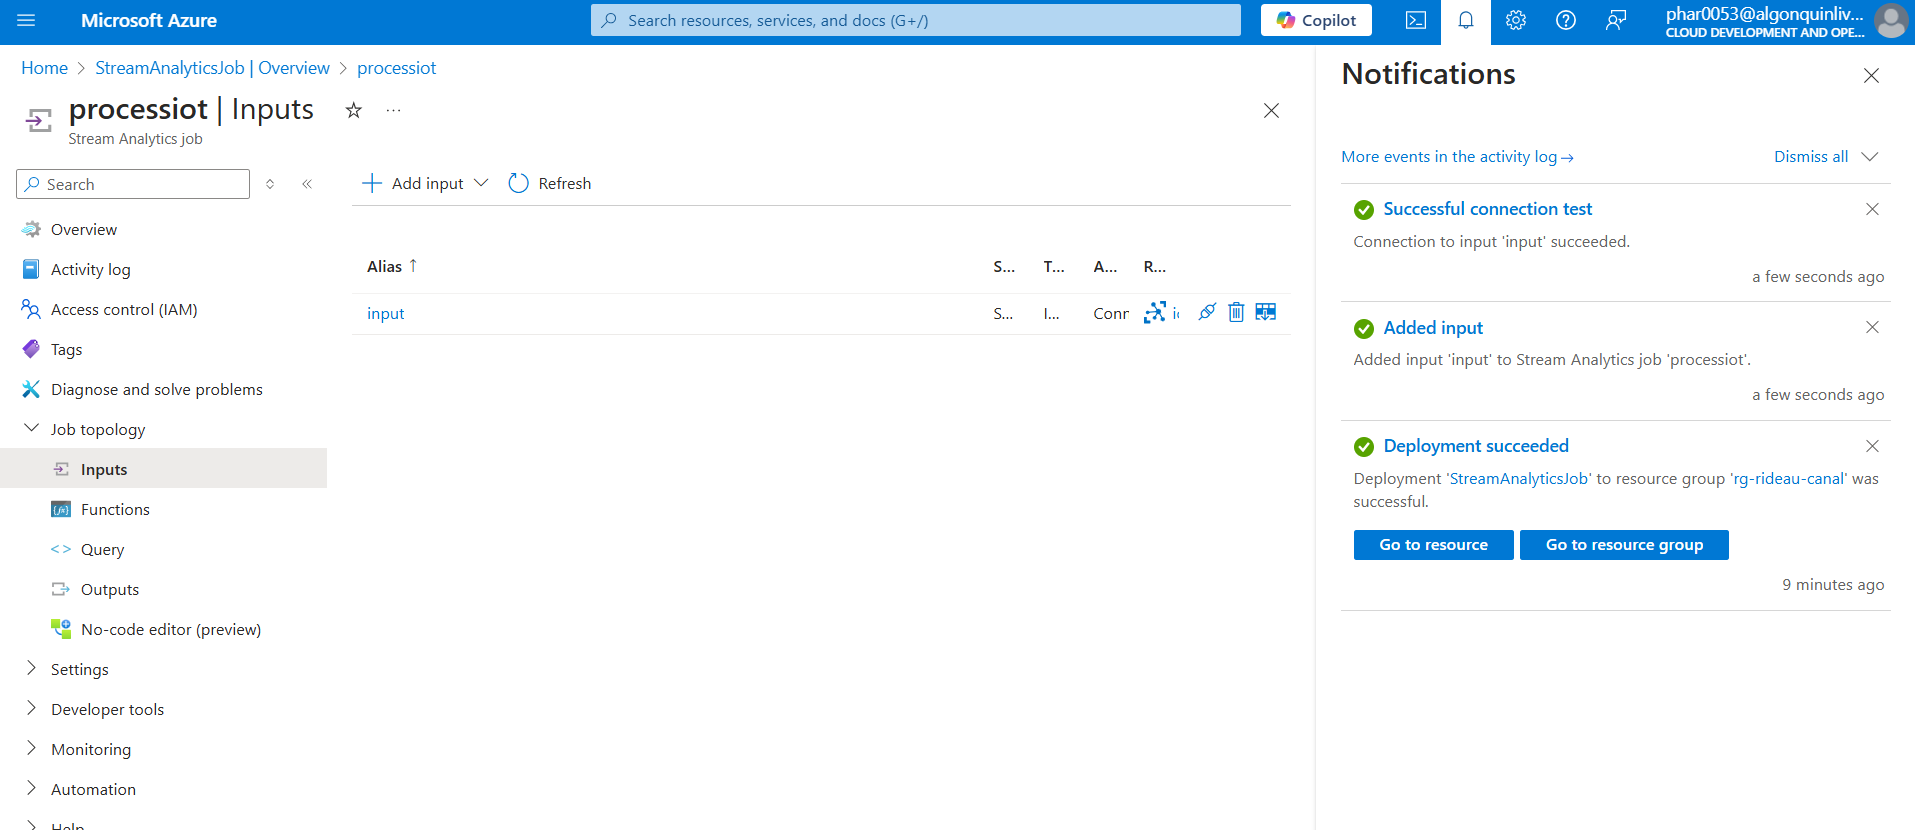 Microsoft Azure
Search resources, services, and docs (G+/)
Copilot
phar0053@algonquinliv...
CLOUD DEVELOPMENT AND OPE...
Home > StreamAnalyticsJob | Overview > processiot
processiot | Inputs
...
Stream Analytics job
Search
Overview
Activity log
Access control (IAM)
Tags
Diagnose and solve problems
Job topology
Inputs
Functions
Query
Outputs
No-code editor (preview)
Settings
Developer tools
Monitoring
Automation
Help
Add input
Refresh
Alias ↑ S... T... A... R...
input S... I... Conr
Notifications
More events in the activity log →
Dismiss all
Successful connection test
Connection to input 'input' succeeded.
a few seconds ago
Added input
Added input 'input' to Stream Analytics job 'processiot'.
a few seconds ago
Deployment succeeded
Deployment 'StreamAnalyticsJob' to resource group 'rg-rideau-canal' was
successful.
Go to resource
Go to resource group
9 minutes ago